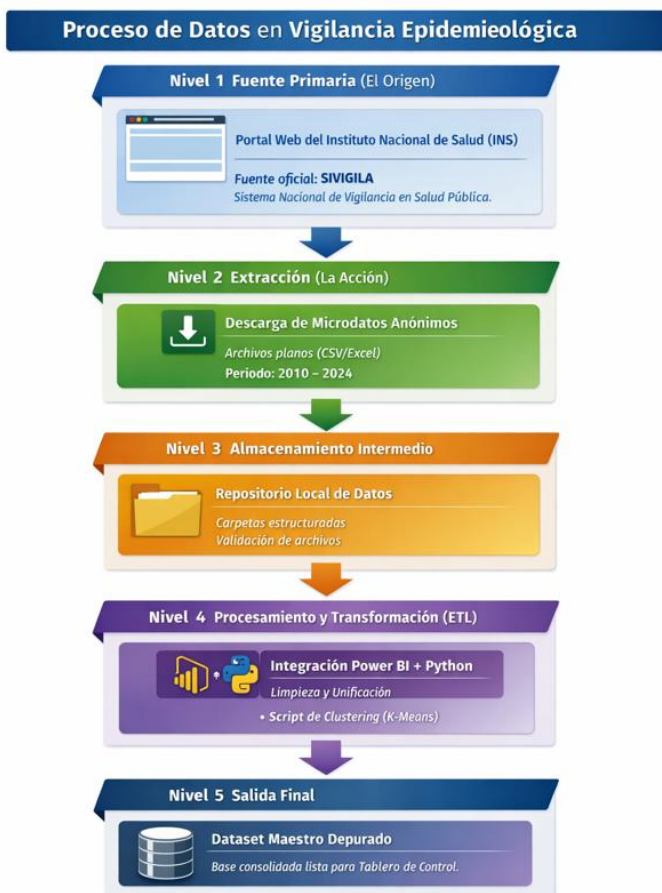 Proceso de Datos en Vigilancia Epidemieológica
Nivel 1 Fuente Primaria (El Origen)
Portal Web del Instituto Nacional de Salud (INS)
Fuente oficial: SIVIGILA
Sistema Nacional de Vigilancia en Salud Pública.
Nivel 2 Extracción (La Acción)
Descarga de Microdatos Anónimos
Archivos planos (CSV/Excel)
Periodo: 2010 – 2024
Nivel 3 Almacenamiento Intermedio
Repositorio Local de Datos
Carpetas estructuradas
Validación de archivos
Nivel 4 Procesamiento y Transformación (ETL)
Integración Power BI + Python
Limpieza y Unificación
• Script de Clustering (K-Means)
Nivel 5 Salida Final
Dataset Maestro Depurado
Base consolidada lista para Tablero de Control.